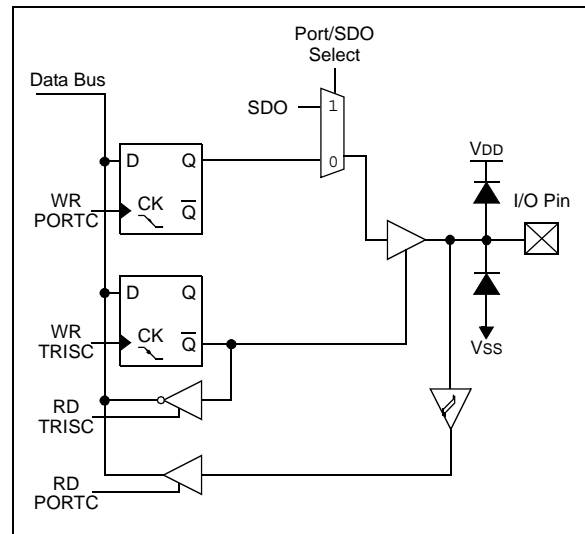 Port/SDO
Select
Data Bus
SDO
1
0
D Q
CK
Q̅
WR
PORTC
VDD
I/O Pin
D Q
CK
Q̅
WR
TRISC
VSS
RD
TRISC
RD
PORTC